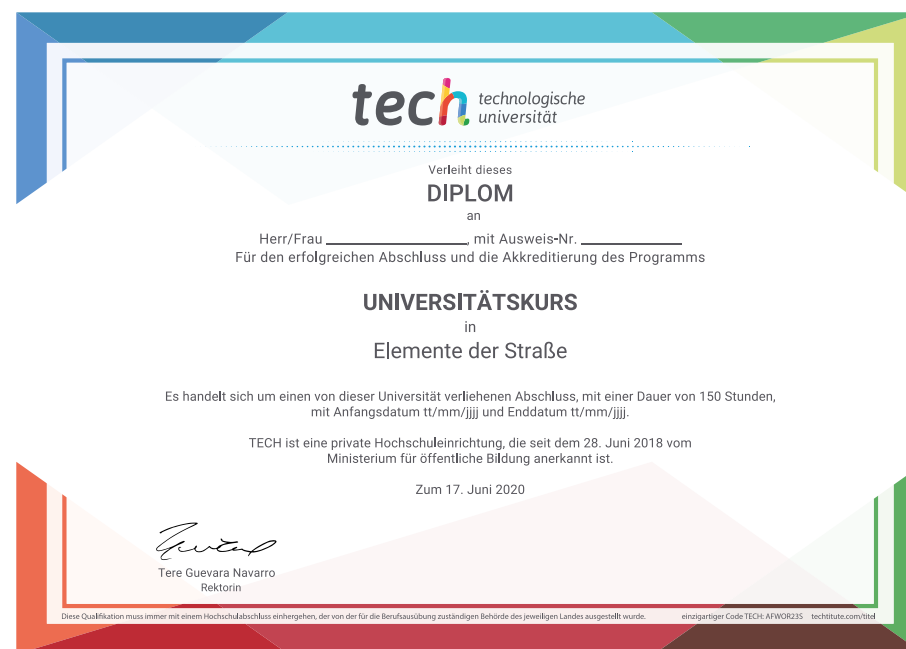 tech technologische
universität
Verleiht dieses
DIPLOM
an
Herr/Frau ____________________, mit Ausweis-Nr. ______________
Für den erfolgreichen Abschluss und die Akkreditierung des Programms
UNIVERSITÄTSKURS
in
Elemente der Straße
Es handelt sich um einen von dieser Universität verliehenen Abschluss, mit einer Dauer von 150 Stunden,
mit Anfangsdatum tt/mm/jjjj und Enddatum tt/mm/jjjj.
TECH ist eine private Hochschuleinrichtung, die seit dem 28. Juni 2018 vom
Ministerium für öffentliche Bildung anerkannt ist.
Zum 17. Juni 2020
Tere Guevara Navarro
Rektorin
Diese Qualifikation muss immer mit einem Hochschulabschluss einhergehen, der von der für die Berufsausübung zuständigen Behörde des jeweiligen Landes ausgestellt wurde. einzigartiger Code TECH: AFWOR23S techtitute.com/titel